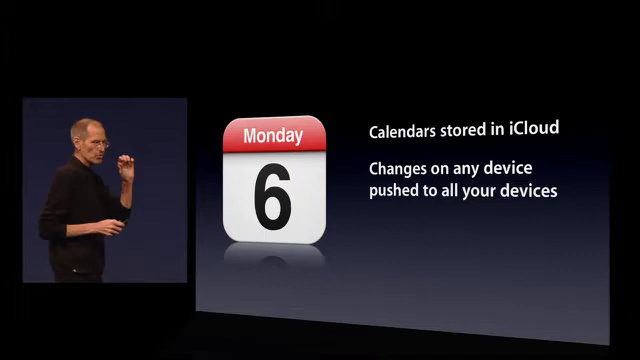 Monday
6
Calendars stored in iCloud
Changes on any device
pushed to all your devices